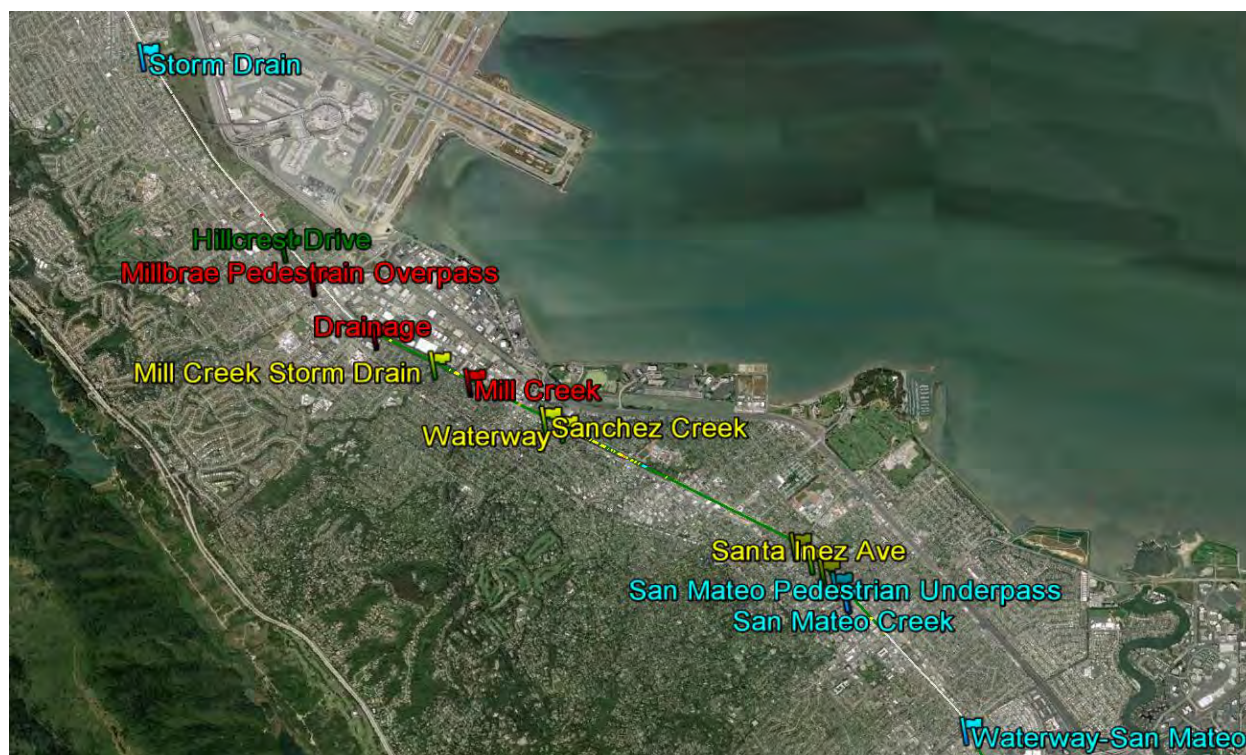 Storm Drain
Hillcrest Drive
Millbrae Pedestrain Overpass
Drainage
Mill Creek Storm Drain
Mill Creek
Sanchez Creek
Waterway
Santa Inez Ave
San Mateo Pedestrian Underpass
San Mateo Creek
Waterway-San Mateo